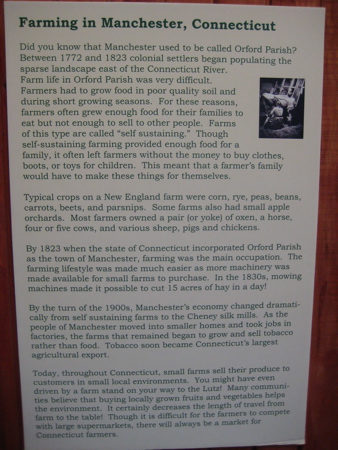 Farming in Manchester, Connecticut
Did you know that Manchester used to be called Orford Parish?
Between 1772 and 1823 colonial settlers began populating the
sparse landscape east of the Connecticut River.
Farm life in Orford Parish was very difficult.
Farmers had to grow food in poor quality soil and
during short growing seasons. For these reasons,
farmers often grew enough food for their families to
eat but not enough to sell to other people. Farms
of this type are called "self sustaining." Though
self-sustaining farming provided enough food for a
family, it often left farmers without the money to buy clothes,
boots, or toys for children. This meant that a farmer's family
would have to make these things for themselves.
Typical crops on a New England farm were corn, rye, peas, beans,
carrots, beets, and parsnips. Some farms also had small apple
orchards. Most farmers owned a pair (or yoke) of oxen, a horse,
four or five cows, and various sheep, pigs and chickens.
By 1823 when the state of Connecticut incorporated Orford Parish
as the town of Manchester, farming was the main occupation. The
farming lifestyle was made much easier as more machinery was
made available for small farms to purchase. In the 1830s, mowing
machines made it possible to cut 15 acres of hay in a day!
By the turn of the 1900s, Manchester's economy changed dramati-
cally from self sustaining farms to the Cheney silk mills. As the
people of Manchester moved into smaller homes and took jobs in
factories, the farms that remained began to grow and sell tobacco
rather than food. Tobacco soon became Connecticut's largest
agricultural export.
Today, throughout Connecticut, small farms sell their produce to
customers in small local environments. You might have even
driven by a farm stand on your way to the Lutz! Many communi-
ties believe that buying locally grown fruits and vegetables helps
the environment. It certainly decreases the length of travel from
farm to the table! Though it is difficult for the farmers to compete
with large supermarkets, there will always be a market for
Connecticut farmers.